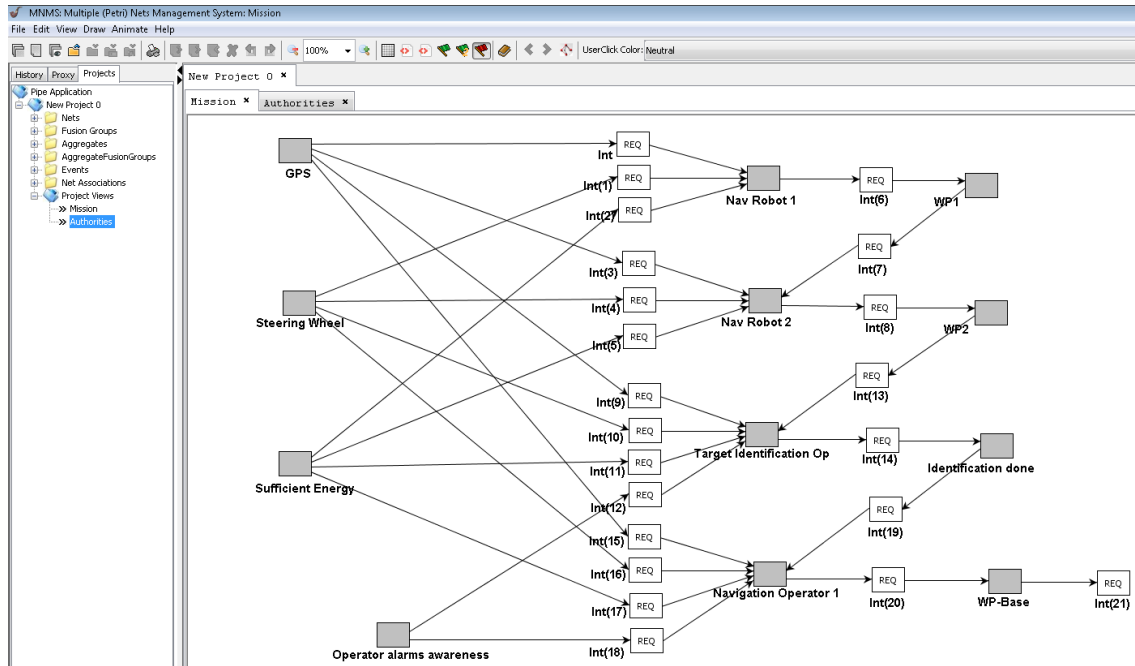 MNMS: Multiple (Petri) Nets Management System: Mission
File Edit View Draw Animate Help
100% UserClick Color: Neutral
History Proxy Projects
New Project 0
Pipe Application
New Project 0
Nets
Fusion Groups
Aggregates
AggregateFusionGroups
Events
Net Associations
Project Views
Mission
Authorities
Mission Authorities
GPS
Int REQ
Int(1) REQ
Nav Robot 1
REQ
Int(6)
WP1
Int(2) REQ
REQ
Int(7)
Int(3) REQ
Steering Wheel
Int(4) REQ
Nav Robot 2
REQ
Int(8)
WP2
Int(5) REQ
REQ
Int(13)
Int(9) REQ
Int(10) REQ
Target Identification Op
REQ
Int(14)
Identification done
Sufficient Energy
Int(11) REQ
Int(12) REQ
REQ
Int(19)
Int(15) REQ
Int(16) REQ
Navigation Operator 1
REQ
Int(20)
WP-Base
REQ
Int(21)
Int(17) REQ
Operator alarms awareness
Int(18) REQ